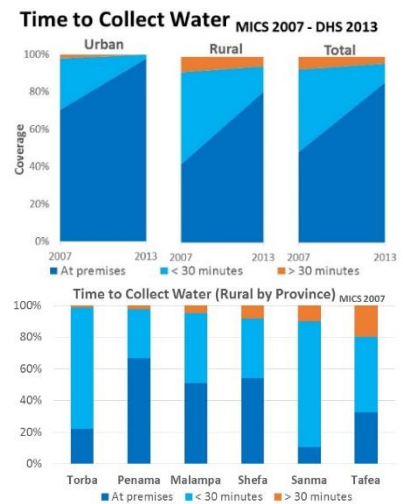 Time to Collect Water MICS 2007 - DHS 2013
Urban Rural Total
100%
80%
60%
40%
20%
0%
Coverage
2007 2013 2007 2013 2007 2013
At premises < 30 minutes > 30 minutes
Time to Collect Water (Rural by Province) MICS 2007
100%
80%
60%
40%
20%
0%
Torba Penama Malampa Shefa Sanma Tafea
At premises < 30 minutes > 30 minutes